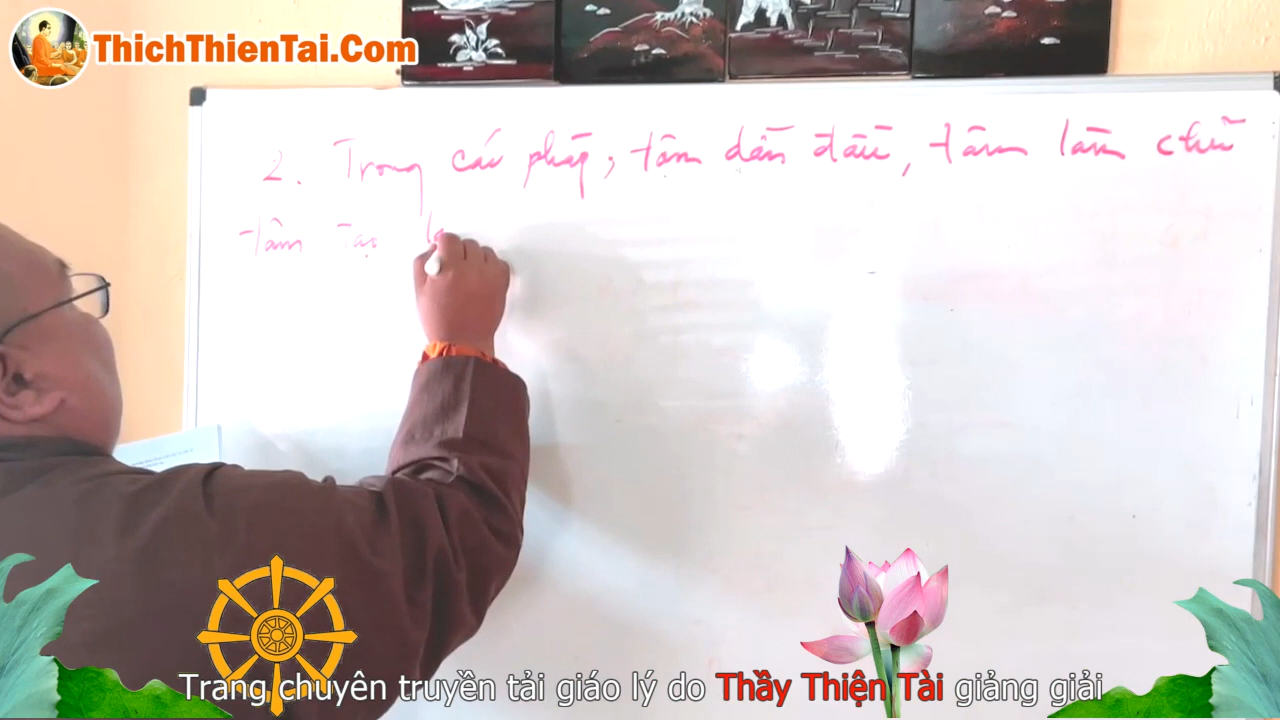 ThichThienTai.Com
2. Trong các pháp, tâm dẫn đầu, tâm làm chủ
tâm tạo
Trang chuyên truyền tải giáo lý do Thầy Thiện Tài giảng giải